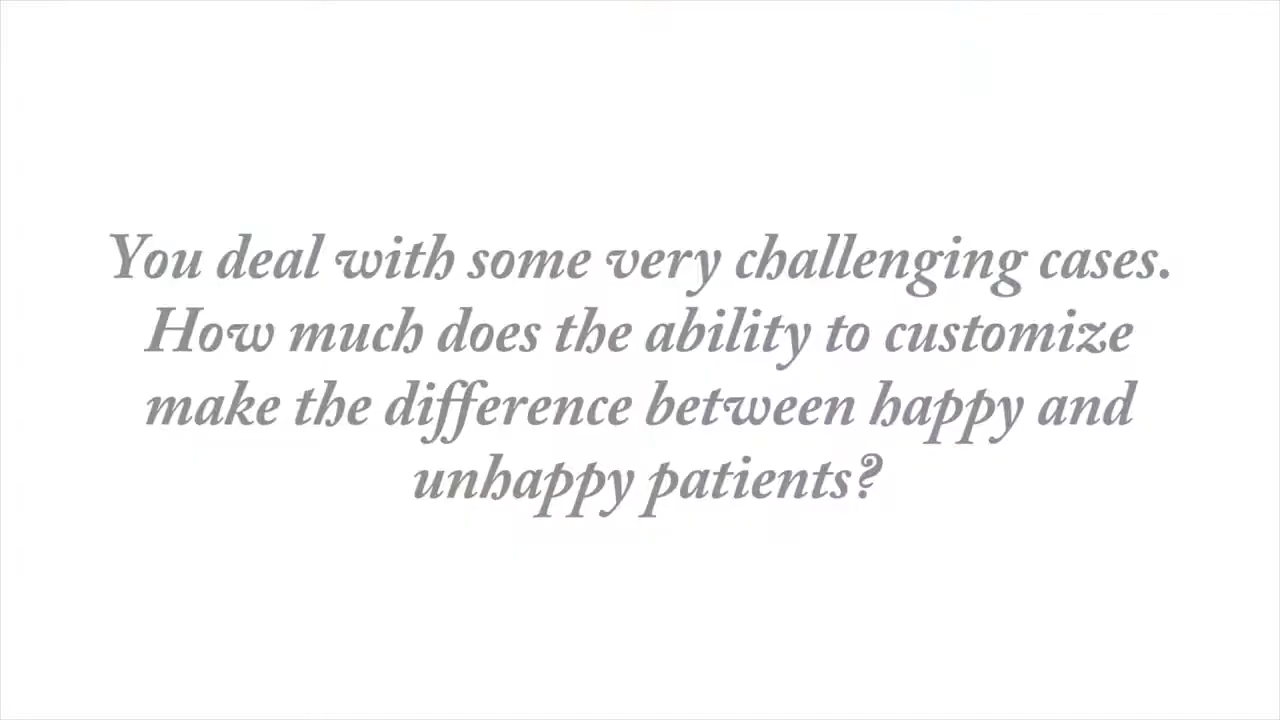 You deal with some very challenging cases.
How much does the ability to customize
make the difference between happy and
unhappy patients?